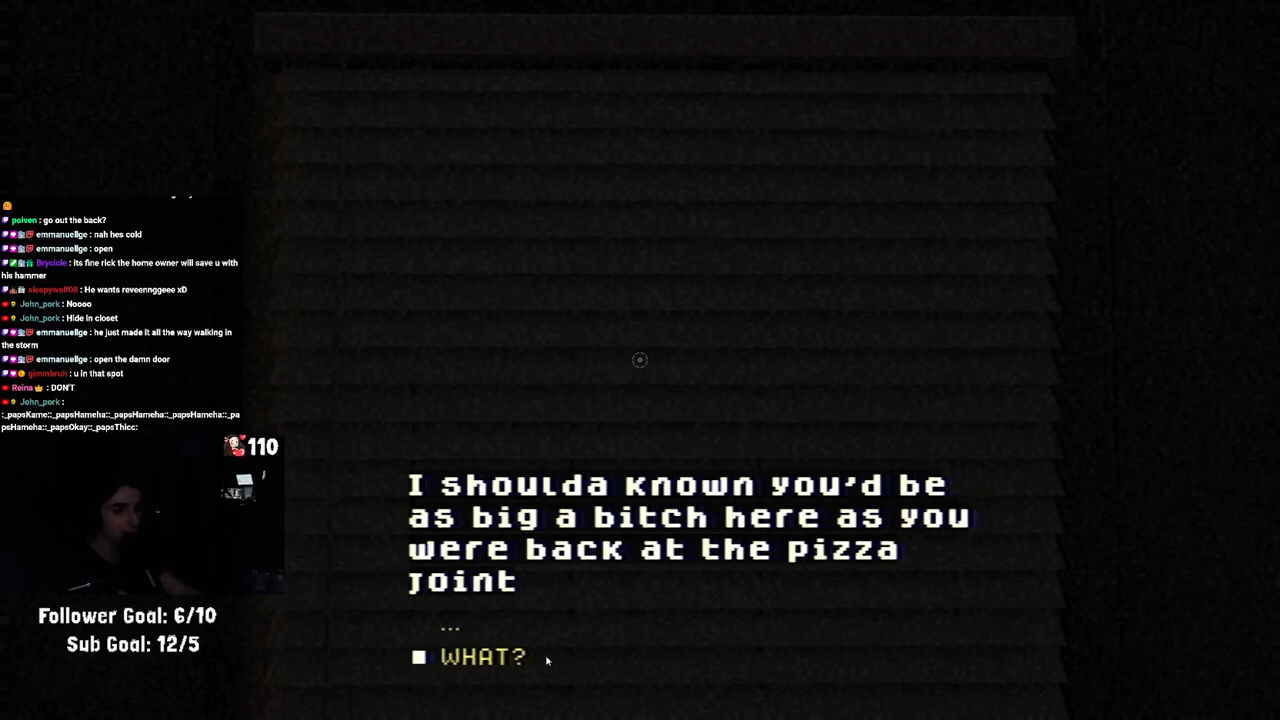 poiven : go out the back?
emmanuellge : nah hes cold
emmanuellge : open
Brycicle : its fine rick the home owner will save u with
his hammer
sleepywolf08 : He wants reveennggeee xD
John_pork : Noooo
John_pork : Hide in closet
emmanuellge : he just made it all the way walking in
the storm
emmanuellge : open the damn door
gimmbruh : u in that spot
Reina : DON'T
John_pork :
:_papsKame::_papsHameha::_papsHameha::_papsHameha::_pa
psHameha::_papsOkay::_papsThicc:
110
I shoulda known you'd be
as big a bitch here as you
were back at the pizza
joint
...
WHAT?
Follower Goal: 6/10
Sub Goal: 12/5